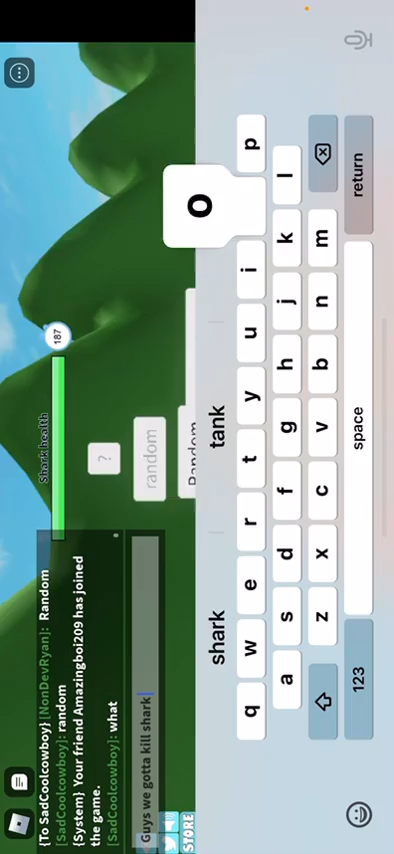 {To SadCoolcowboy} [NonDevRyan]: Random
[SadCoolcowboy]: random
{System} Your friend Amazingboi209 has joined
the game.
[SadCoolcowboy]: what
Guys we gotta kill shark
STORE
Shark health
187
?
random
Random
shark
tank
q w e r t y u i o p
a s d f g h j k l
z x c v b n m
123
space
return